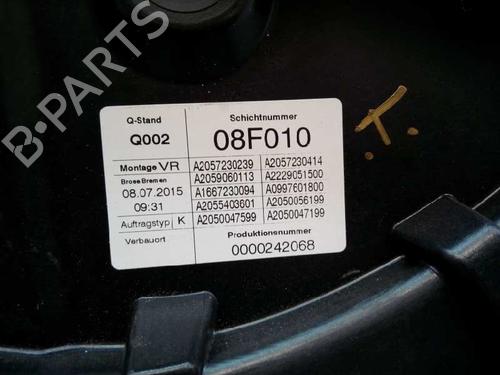 B-PARTS
Q-Stand
Q002
Schichtnummer
08F010
Montage VR
Brose Bremen
08.07.2015
09:31
Auftragstyp K
Verbauort
A2057230239 A2057230414
A2059060113 A2229051500
A1667230094 A0997601800
A2055403601 A2050056199
A2050047599 A2050047199
Produktionsnummer
0000242068
T.